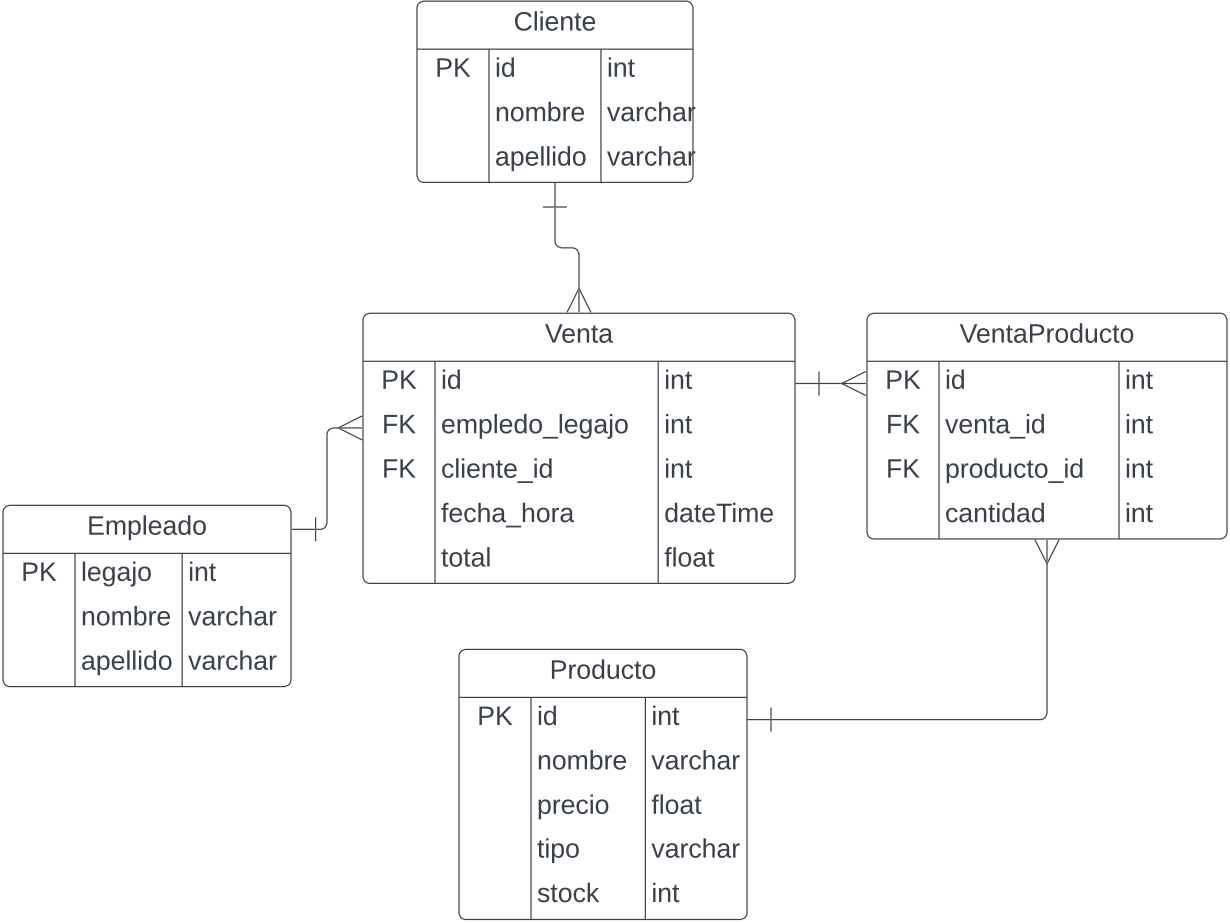 Cliente
PK id int
nombre varchar
apellido varchar
Venta
PK id int
FK empledo_legajo int
FK cliente_id int
fecha_hora dateTime
total float
VentaProducto
PK id int
FK venta_id int
FK producto_id int
cantidad int
Empleado
PK legajo int
nombre varchar
apellido varchar
Producto
PK id int
nombre varchar
precio float
tipo varchar
stock int